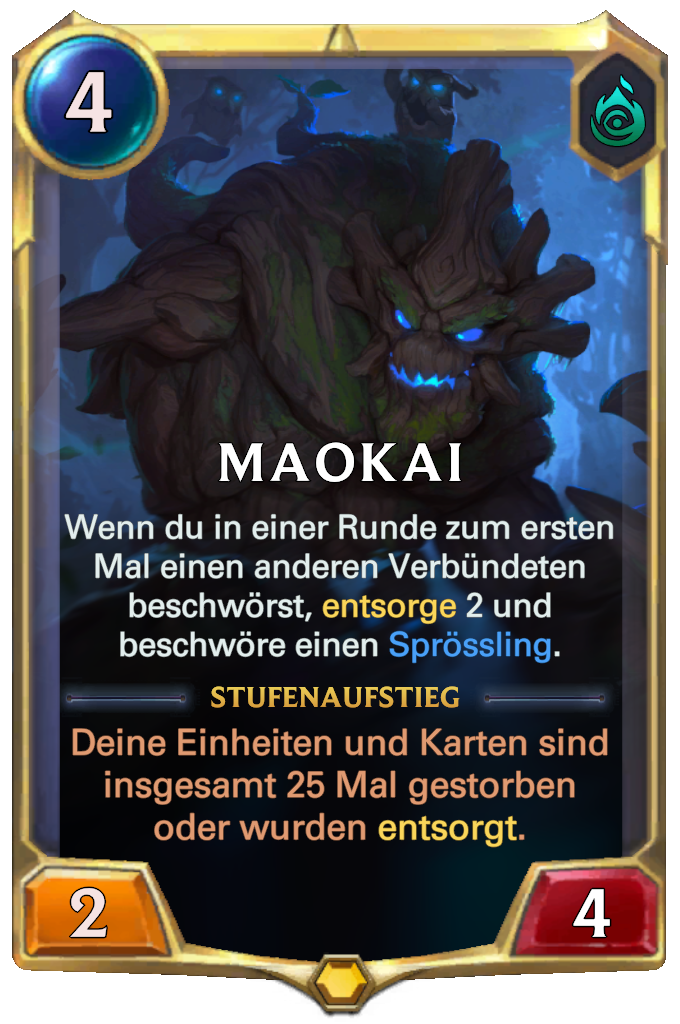 4
MAOKAI
Wenn du in einer Runde zum ersten
Mal einen anderen Verbündeten
beschwörst, entsorge 2 und
beschwöre einen Sprössling.
STUFENAUFSTIEG
Deine Einheiten und Karten sind
insgesamt 25 Mal gestorben
oder wurden entsorgt.
2
4